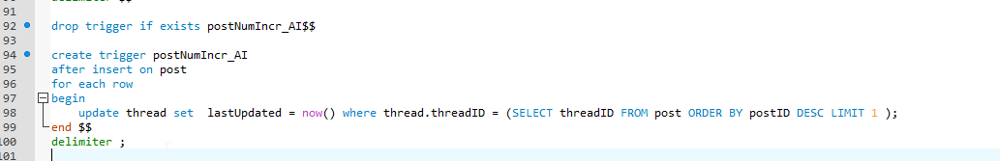 91
92 drop trigger if exists postNumIncr_AI$$
93
94 create trigger postNumIncr_AI
95 after insert on post
96 for each row
97 begin
98 update thread set  lastUpdated = now() where thread.threadID = (SELECT threadID FROM post ORDER BY postID DESC LIMIT 1 );
99 end $$
100 delimiter ;
101